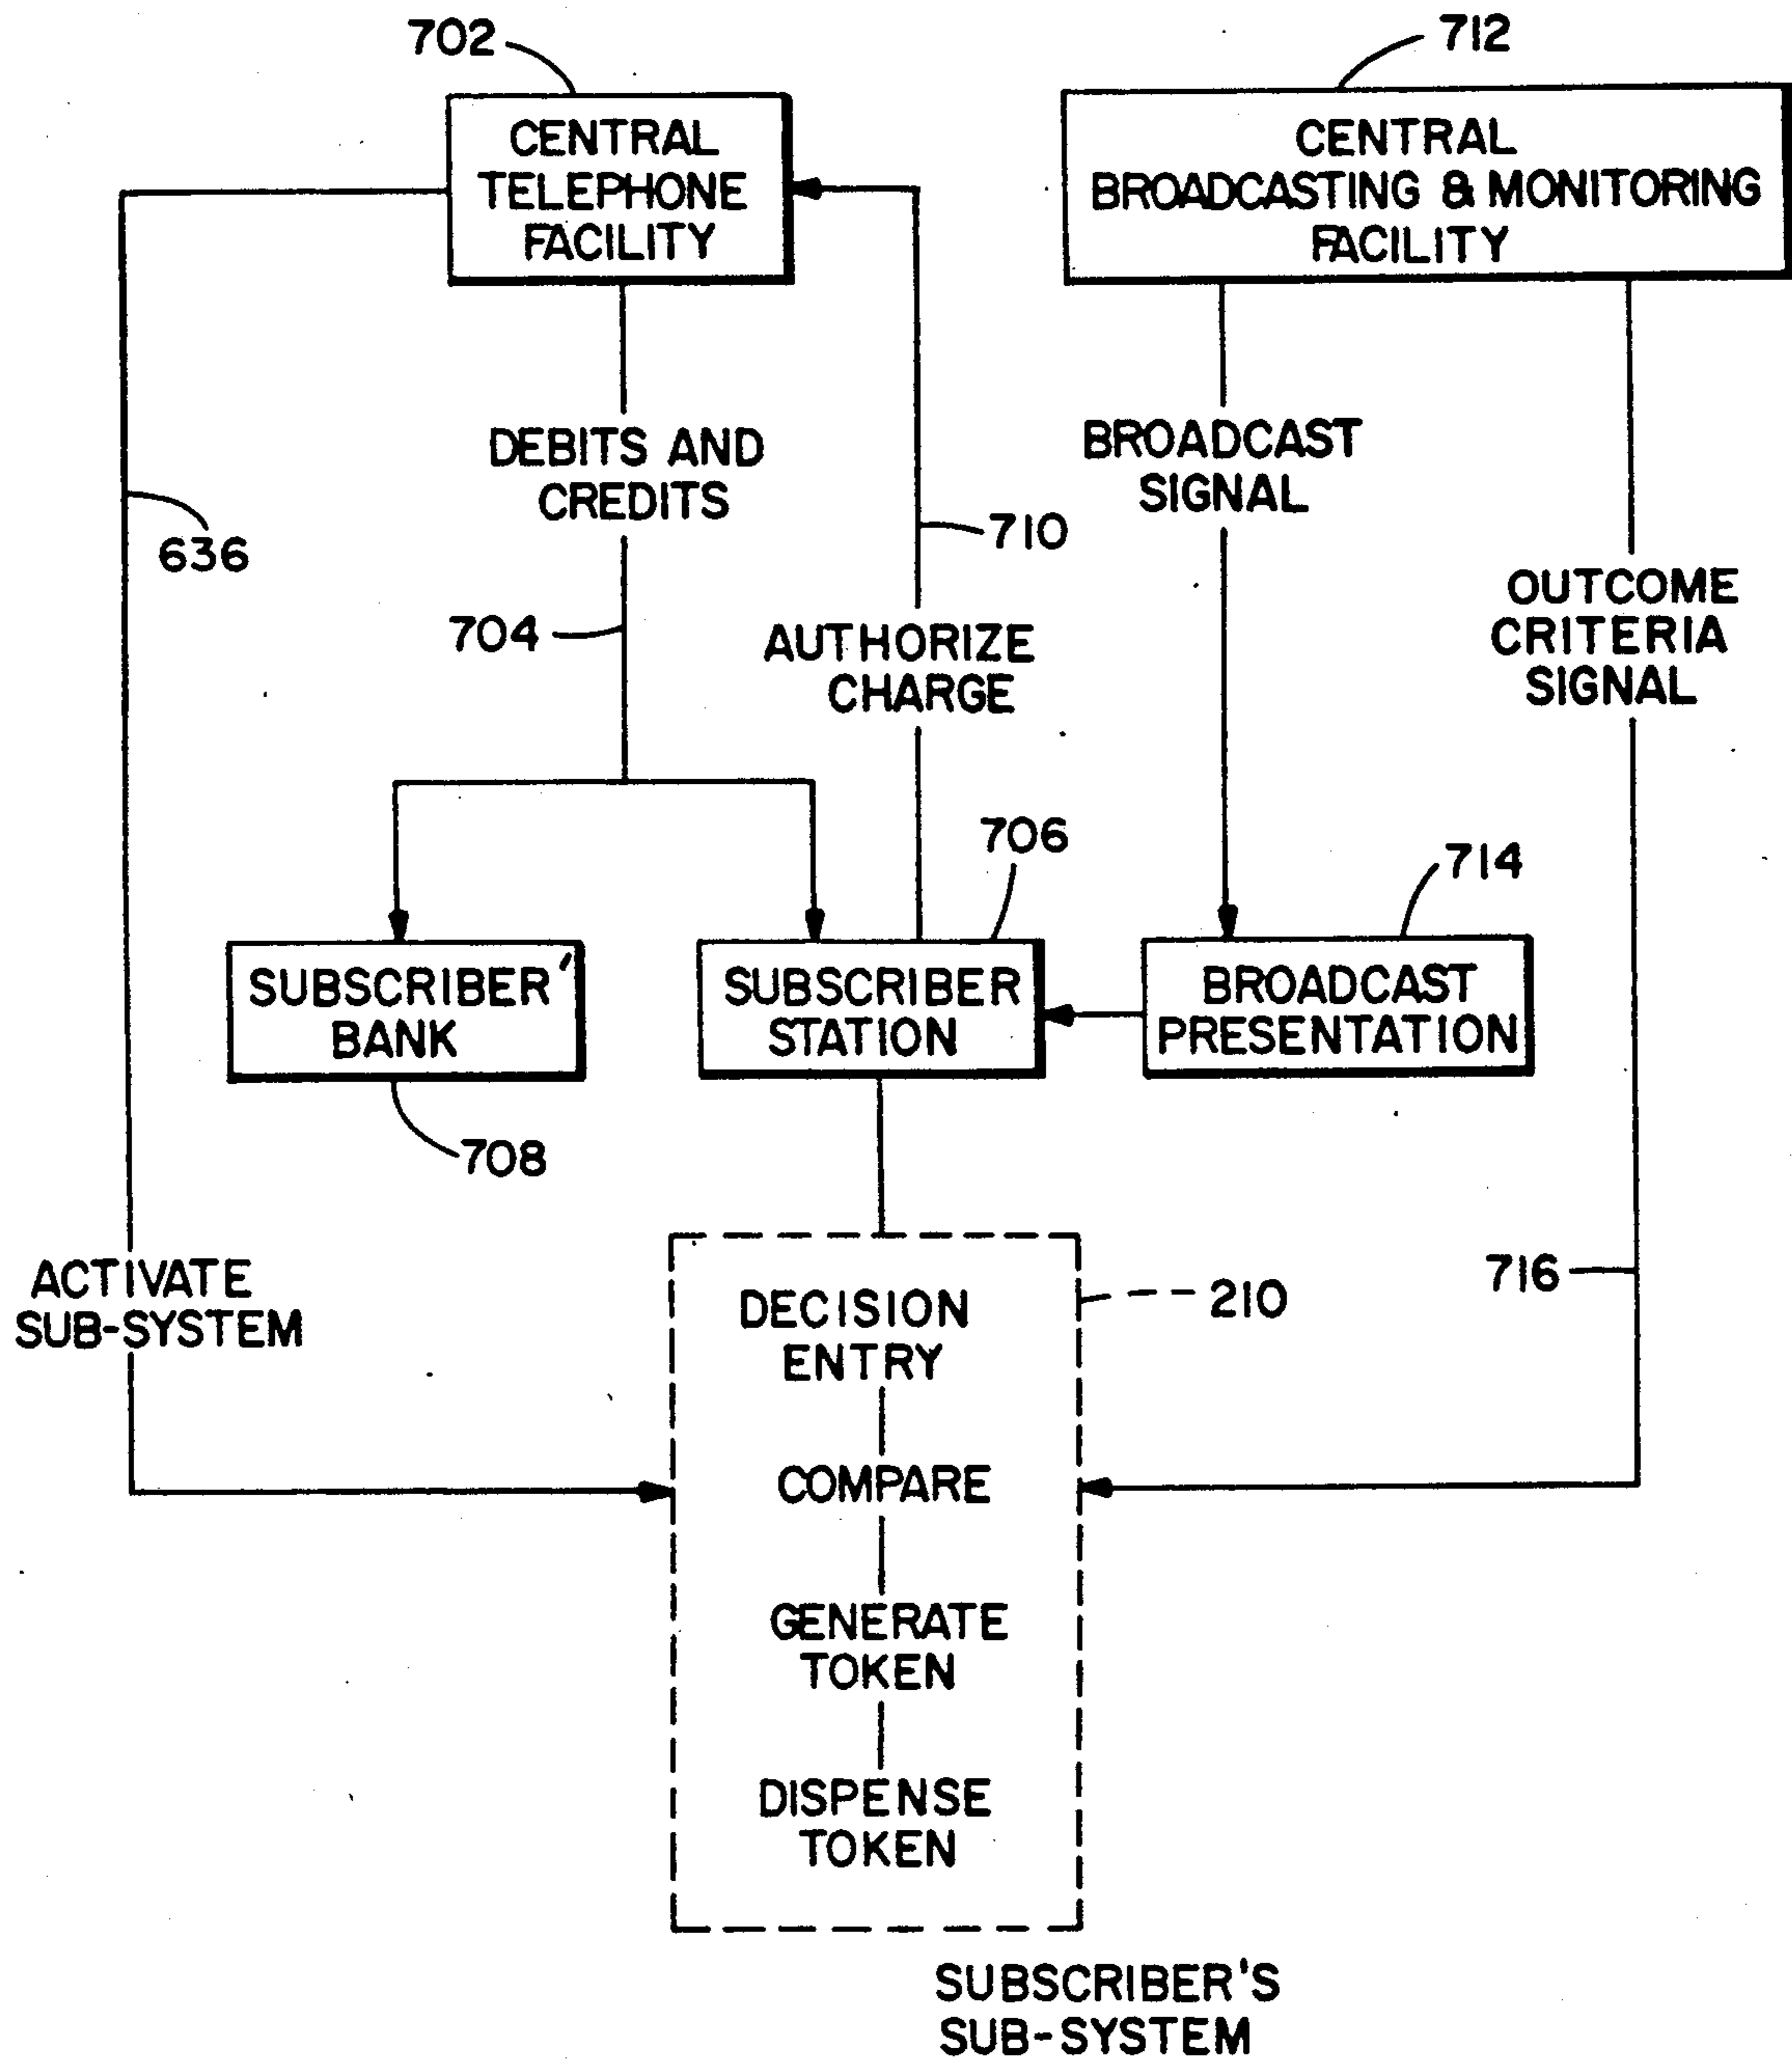 702
712
CENTRAL
TELEPHONE
FACILITY
CENTRAL
BROADCASTING & MONITORING
FACILITY
DEBITS AND
CREDITS
BROADCAST
SIGNAL
636
710
OUTCOME
CRITERIA
SIGNAL
704
AUTHORIZE
CHARGE
706
714
SUBSCRIBER'
BANK
SUBSCRIBER
STATION
BROADCAST
PRESENTATION
708
ACTIVATE
SUB-SYSTEM
716
210
DECISION
ENTRY
COMPARE
GENERATE
TOKEN
DISPENSE
TOKEN
SUBSCRIBER'S
SUB-SYSTEM